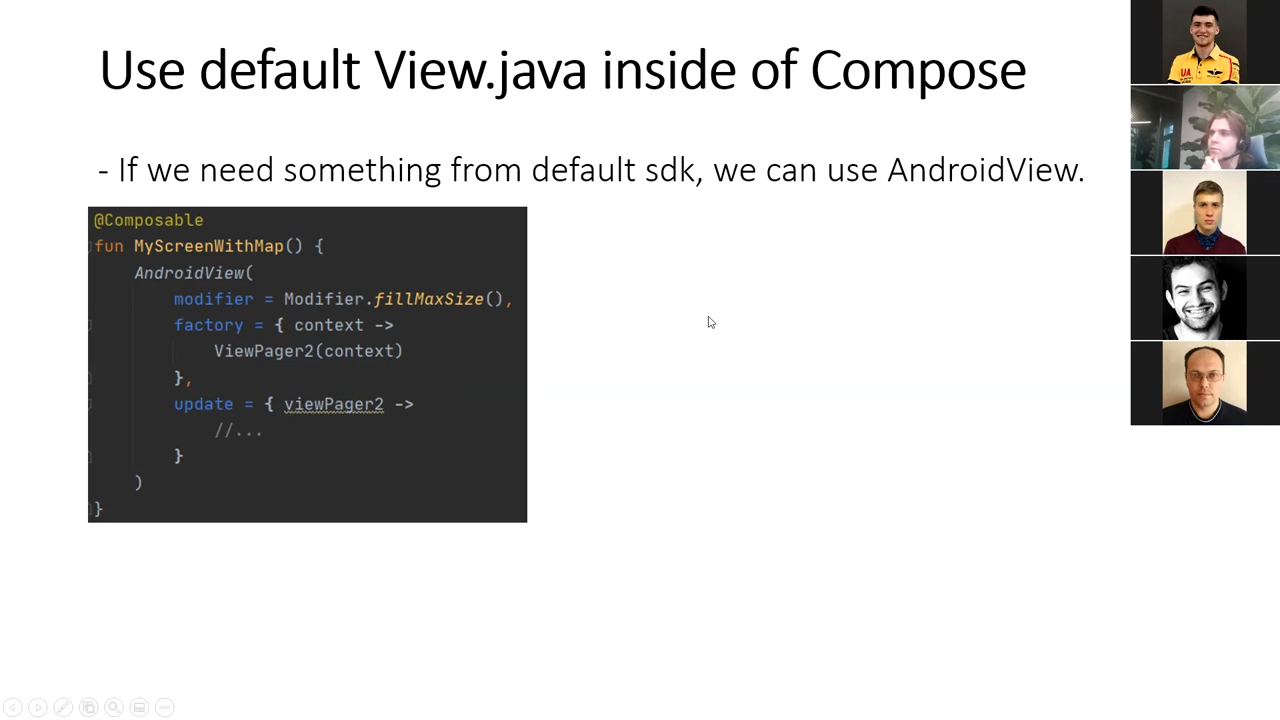 Use default View.java inside of Compose
- If we need something from default sdk, we can use AndroidView.
@Composable
fun MyScreenWithMap() {
AndroidView(
modifier = Modifier.fillMaxSize(),
factory = { context ->
ViewPager2(context)
},
update = { viewPager2 ->
//...
}
)
}
UA